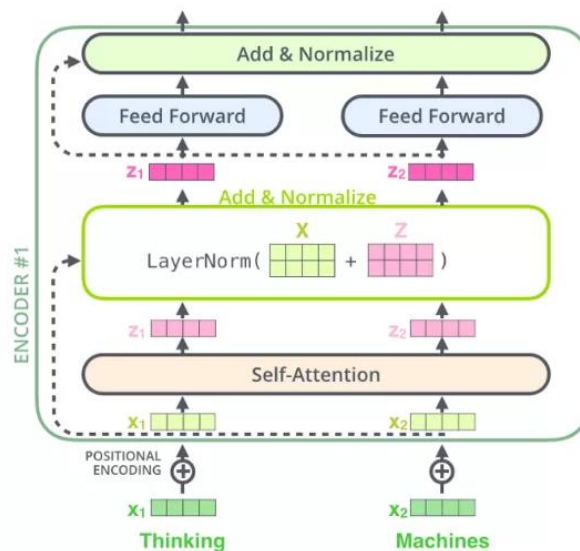 Add & Normalize
Feed Forward Feed Forward
z1 z2
Add & Normalize
X Z
LayerNorm( + )
z1 z2
Self-Attention
x1 x2
POSITIONAL
ENCODING
x1 x2
Thinking Machines
ENCODER #1